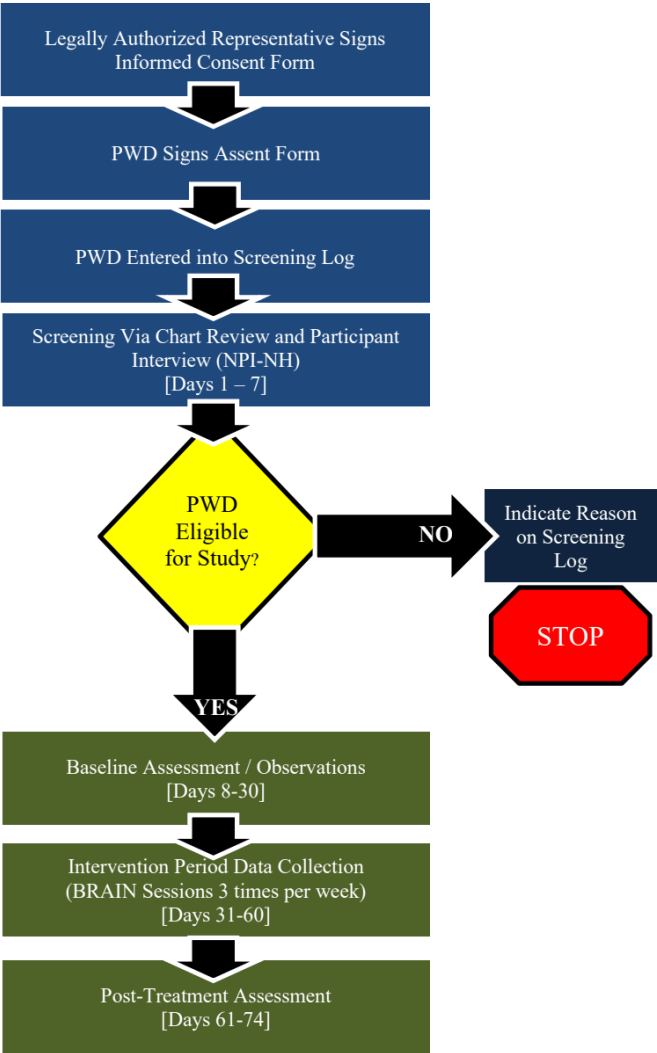 Legally Authorized Representative Signs
Informed Consent Form
PWD Signs Assent Form
PWD Entered into Screening Log
Screening Via Chart Review and Participant
Interview (NPI-NH)
[Days 1 – 7]
PWD
Eligible
for Study?
NO
Indicate Reason
on Screening
Log
STOP
YES
Baseline Assessment / Observations
[Days 8-30]
Intervention Period Data Collection
(BRAIN Sessions 3 times per week)
[Days 31-60]
Post-Treatment Assessment
[Days 61-74]